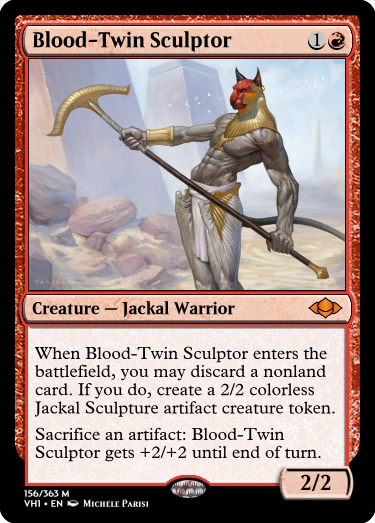 Blood-Twin Sculptor 1
Creature — Jackal Warrior
When Blood-Twin Sculptor enters the
battlefield, you may discard a nonland
card. If you do, create a 2/2 colorless
Jackal Sculpture artifact creature token.
Sacrifice an artifact: Blood-Twin
Sculptor gets +2/+2 until end of turn.
2/2
156/363 M
VH1 • EN Michele Parisi